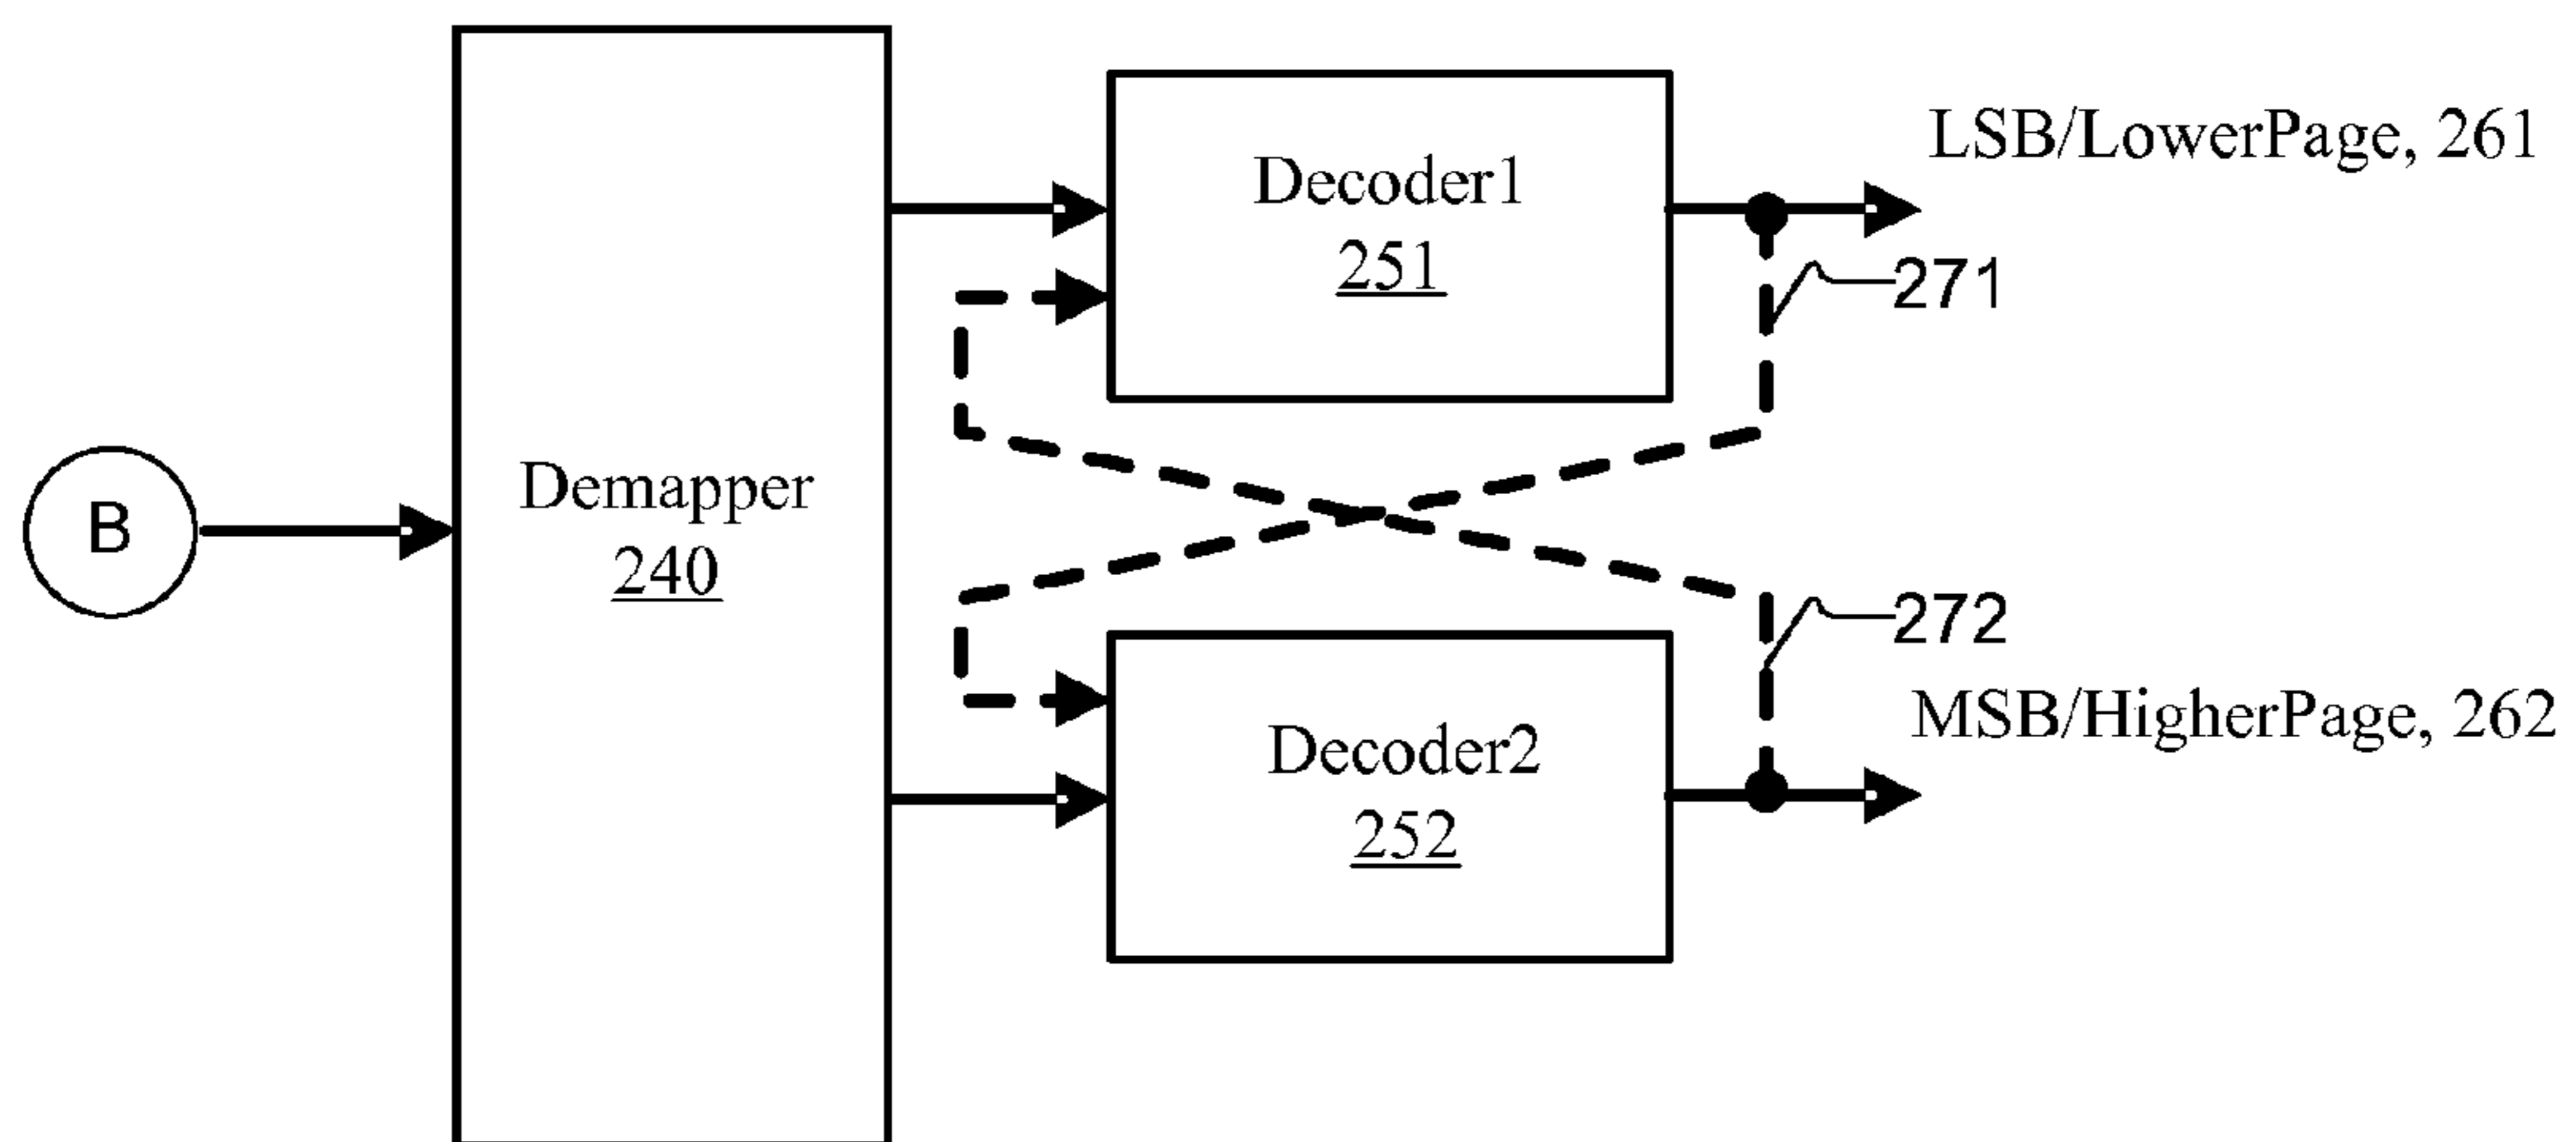 B
Demapper
240
Decoder1
251
LSB/LowerPage, 261
271
Decoder2
252
272
MSB/HigherPage, 262